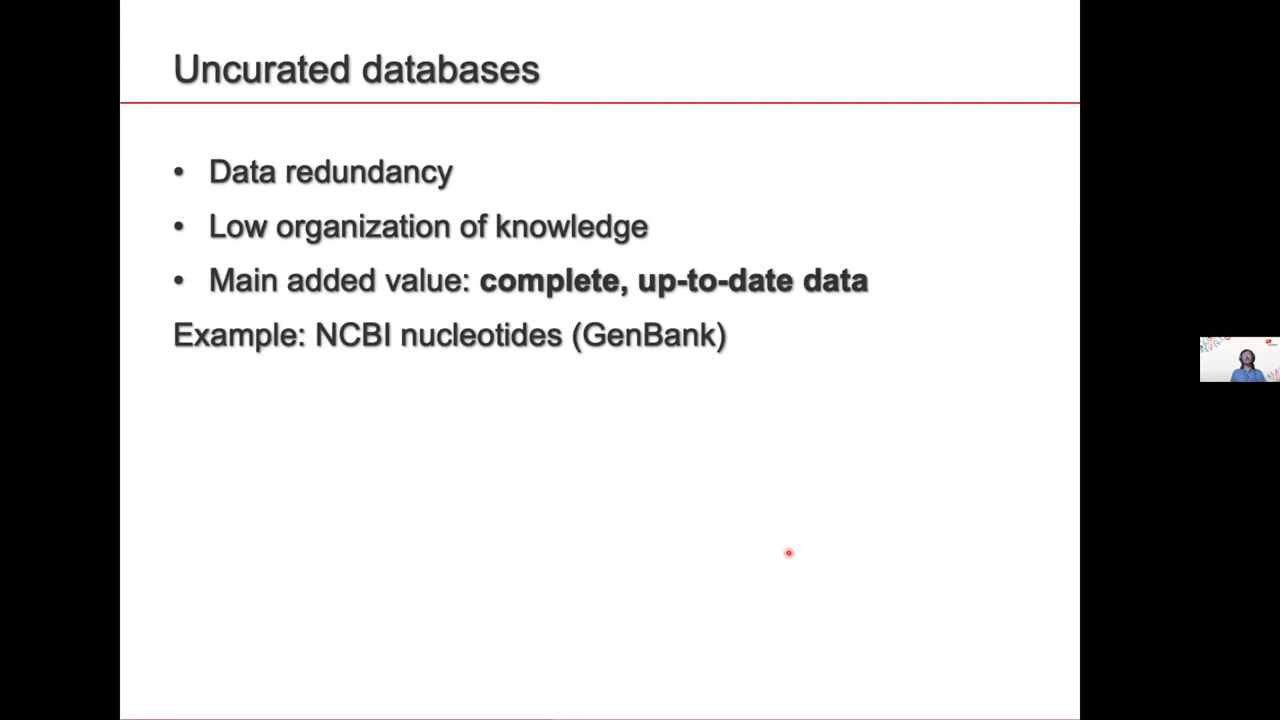 Uncurated databases
• Data redundancy
• Low organization of knowledge
• Main added value: complete, up-to-date data
Example: NCBI nucleotides (GenBank)